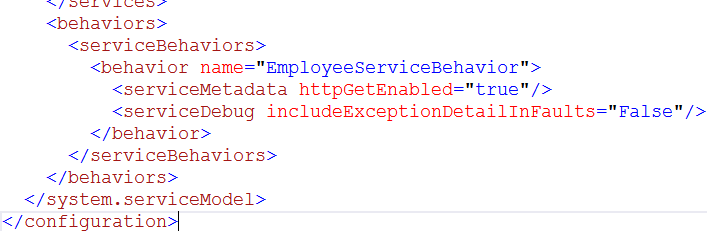 </services>
<behaviors>
<serviceBehaviors>
<behavior name="EmployeeServiceBehavior">
<serviceMetadata httpGetEnabled="true"/>
<serviceDebug includeExceptionDetailInFaults="False"/>
</behavior>
</serviceBehaviors>
</behaviors>
</system.serviceModel>
</configuration>